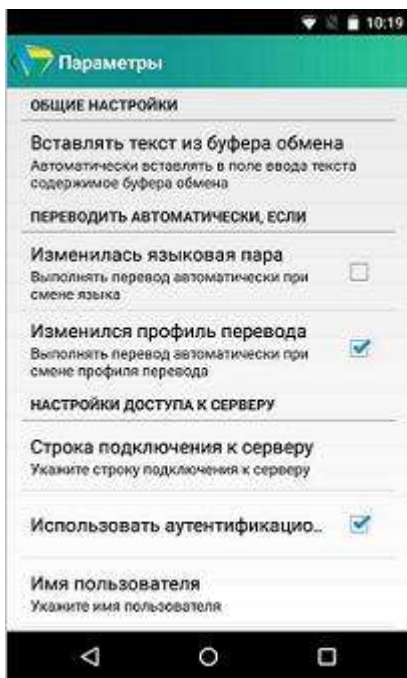 10:19
Параметры
ОБЩИЕ НАСТРОЙКИ
Вставлять текст из буфера обмена
Автоматически вставлять в поле ввода текста
содержимое буфера обмена
ПЕРЕВОДИТЬ АВТОМАТИЧЕСКИ, ЕСЛИ
Изменилась языковая пара
Выполнять перевод автоматически при
смене языка
Изменился профиль перевода
Выполнять перевод автоматически при
смене профиля перевода
НАСТРОЙКИ ДОСТУПА К СЕРВЕРУ
Строка подключения к серверу
Укажите строку подключения к серверу
Использовать аутентификацио..
Имя пользователя
Укажите имя пользователя